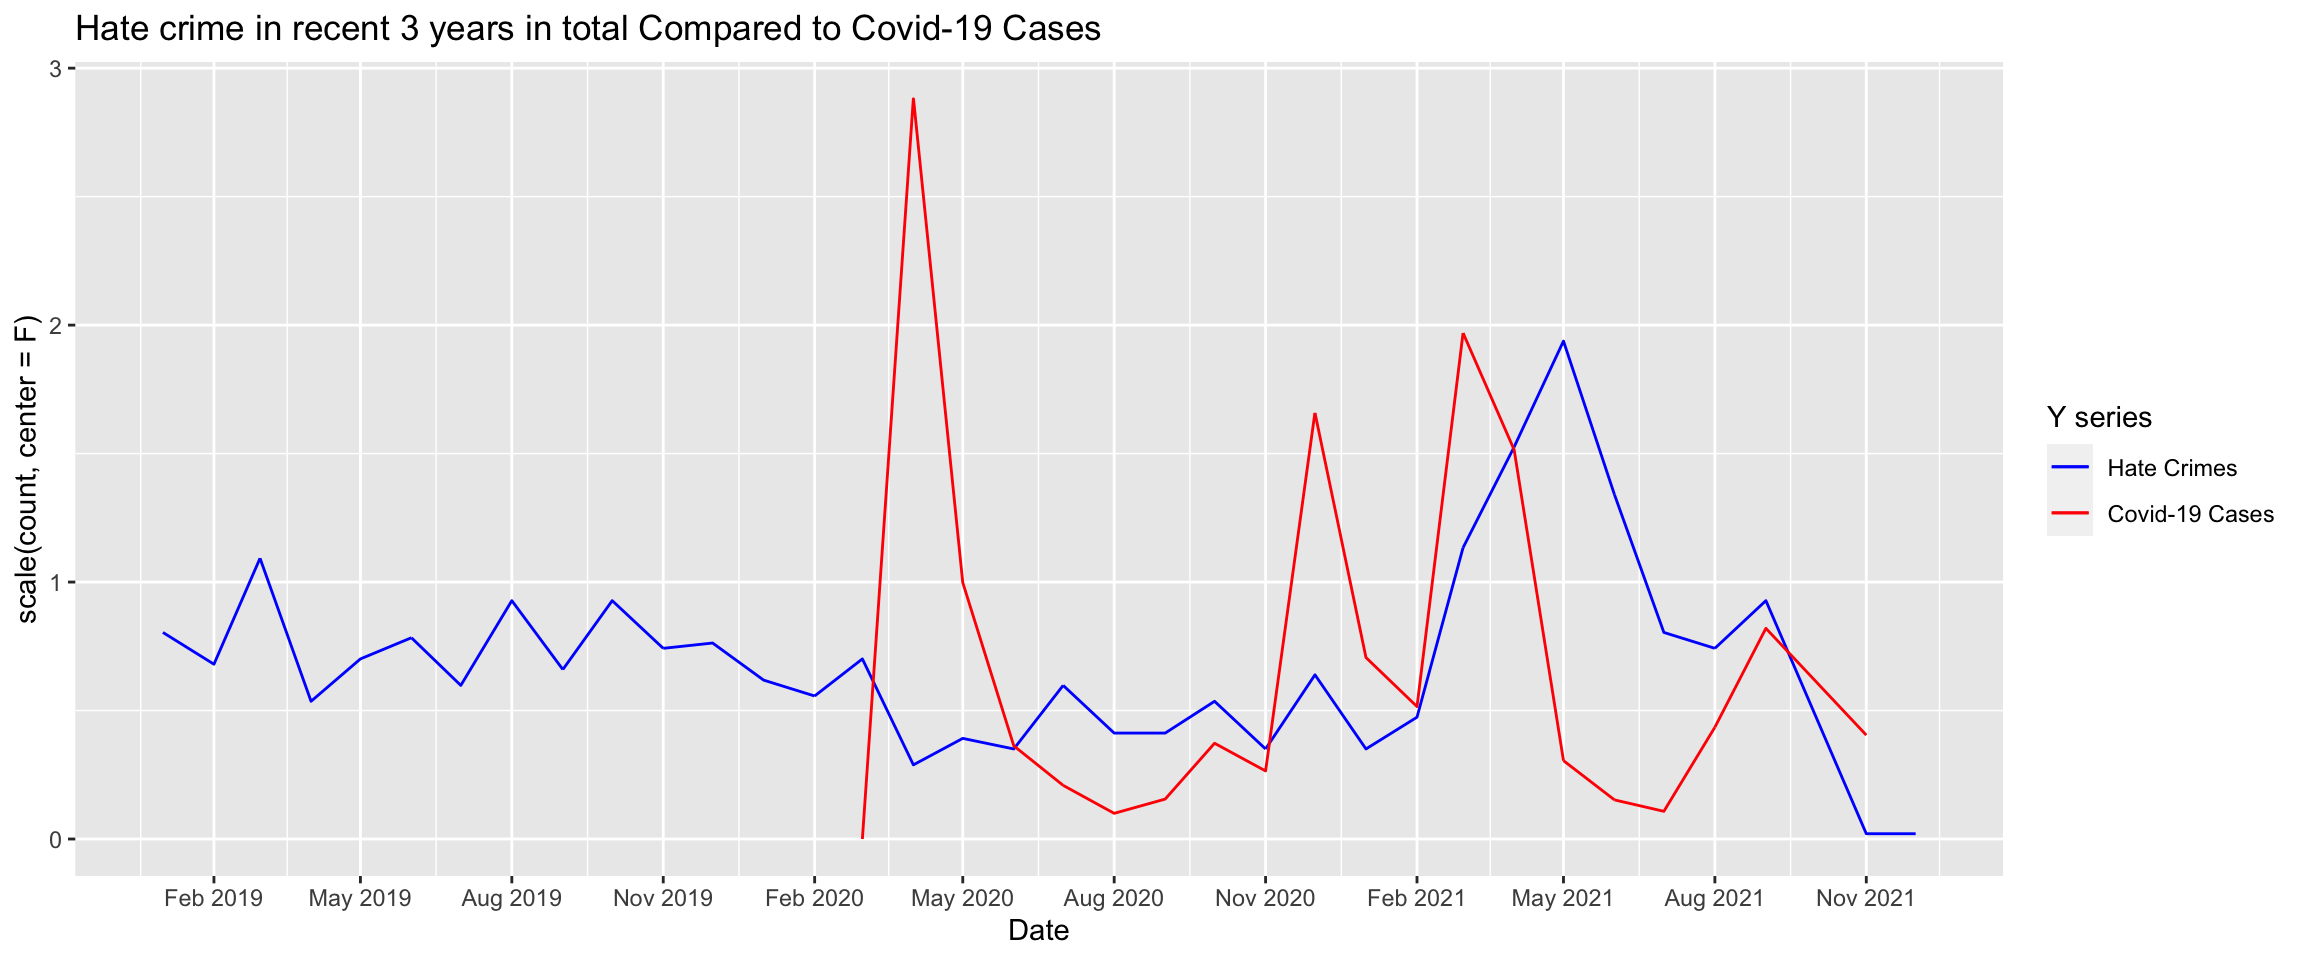 Hate crime in recent 3 years in total Compared to Covid-19 Cases
scale(count, center = F)
3
2
1
0
Feb 2019
May 2019
Aug 2019
Nov 2019
Feb 2020
May 2020
Aug 2020
Nov 2020
Feb 2021
May 2021
Aug 2021
Nov 2021
Date
Y series
Hate Crimes
Covid-19 Cases